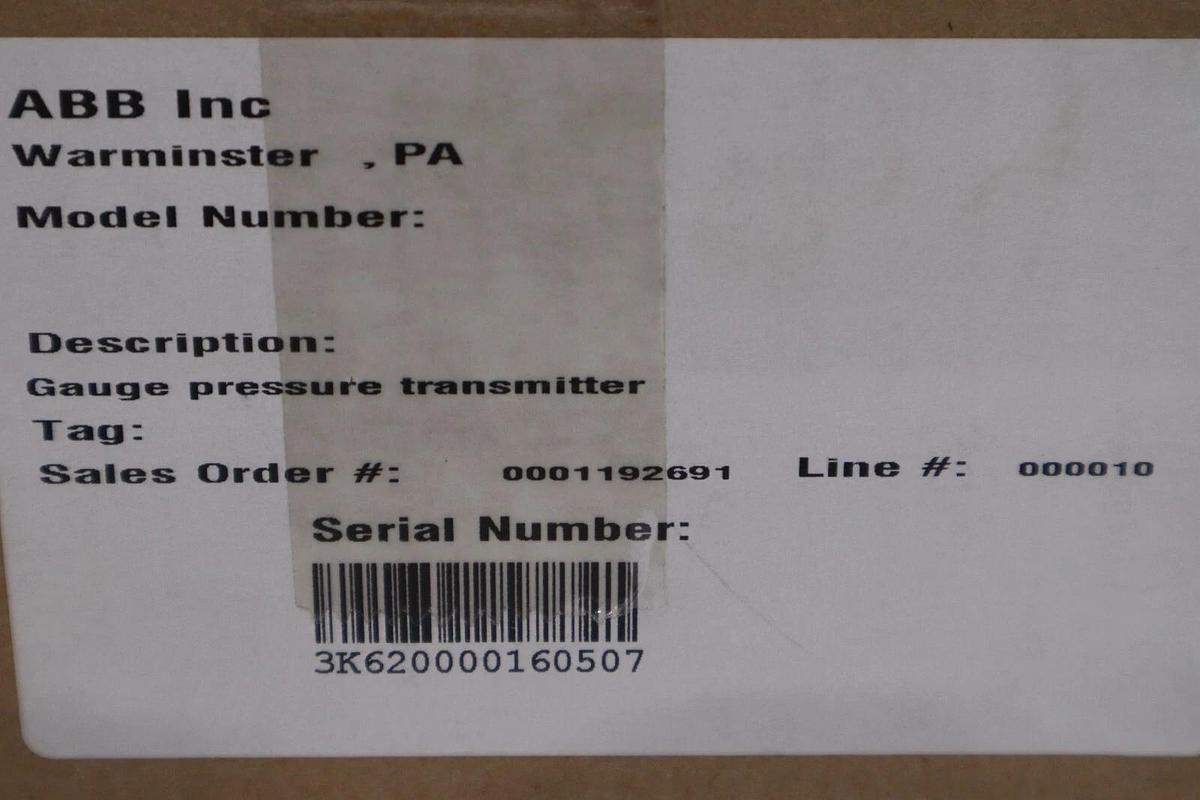 ABB Inc
Warminster , PA
Model Number:
Description:
Gauge pressure transmitter
Tag:
Sales Order #: 0001192691 Line #: 000010
Serial Number:
3K620000160507